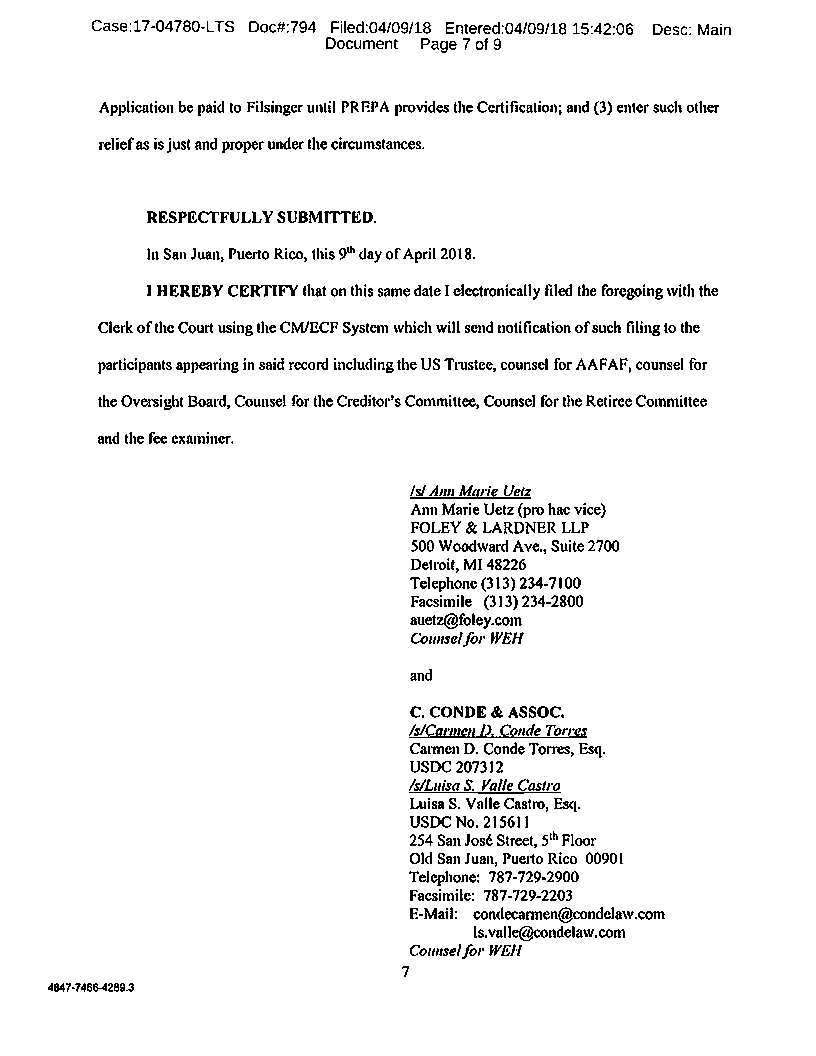 Case:17-04780-LTS Doc#:794 Filed:04/09/18 Entered:04/09/18 15:42:06 Desc: Main
Document Page 7 of 9
Application be paid to Filsinger until PREPA provides the Certification; and (3) enter such other
relief as is just and proper under the circumstances.
RESPECTFULLY SUBMITTED.
In San Juan, Puerto Rico, this 9th day of April 2018.
I HEREBY CERTIFY that on this same date I electronically filed the foregoing with the
Clerk of the Court using the CM/ECF System which will send notification of such filing to the
participants appearing in said record including the US Trustee, counsel for AAFAF, counsel for
the Oversight Board, Counsel for the Creditor's Committee, Counsel for the Retiree Committee
and the fee examiner.
/s/ Ann Marie Uetz
Ann Marie Uetz (pro hac vice)
FOLEY & LARDNER LLP
500 Woodward Ave., Suite 2700
Detroit, MI 48226
Telephone (313) 234-7100
Facsimile (313) 234-2800
auetz@foley.com
Counsel for WEH
and
C. CONDE & ASSOC.
/s/Carmen D. Conde Torres
Carmen D. Conde Torres, Esq.
USDC 207312
/s/Luisa S. Valle Castro
Luisa S. Valle Castro, Esq.
USDC No. 215611
254 San José Street, 5th Floor
Old San Juan, Puerto Rico 00901
Telephone: 787-729-2900
Facsimile: 787-729-2203
E-Mail: condecarmen@condelaw.com
ls.valle@condelaw.com
Counsel for WEH
7
4847-7466-4289.3